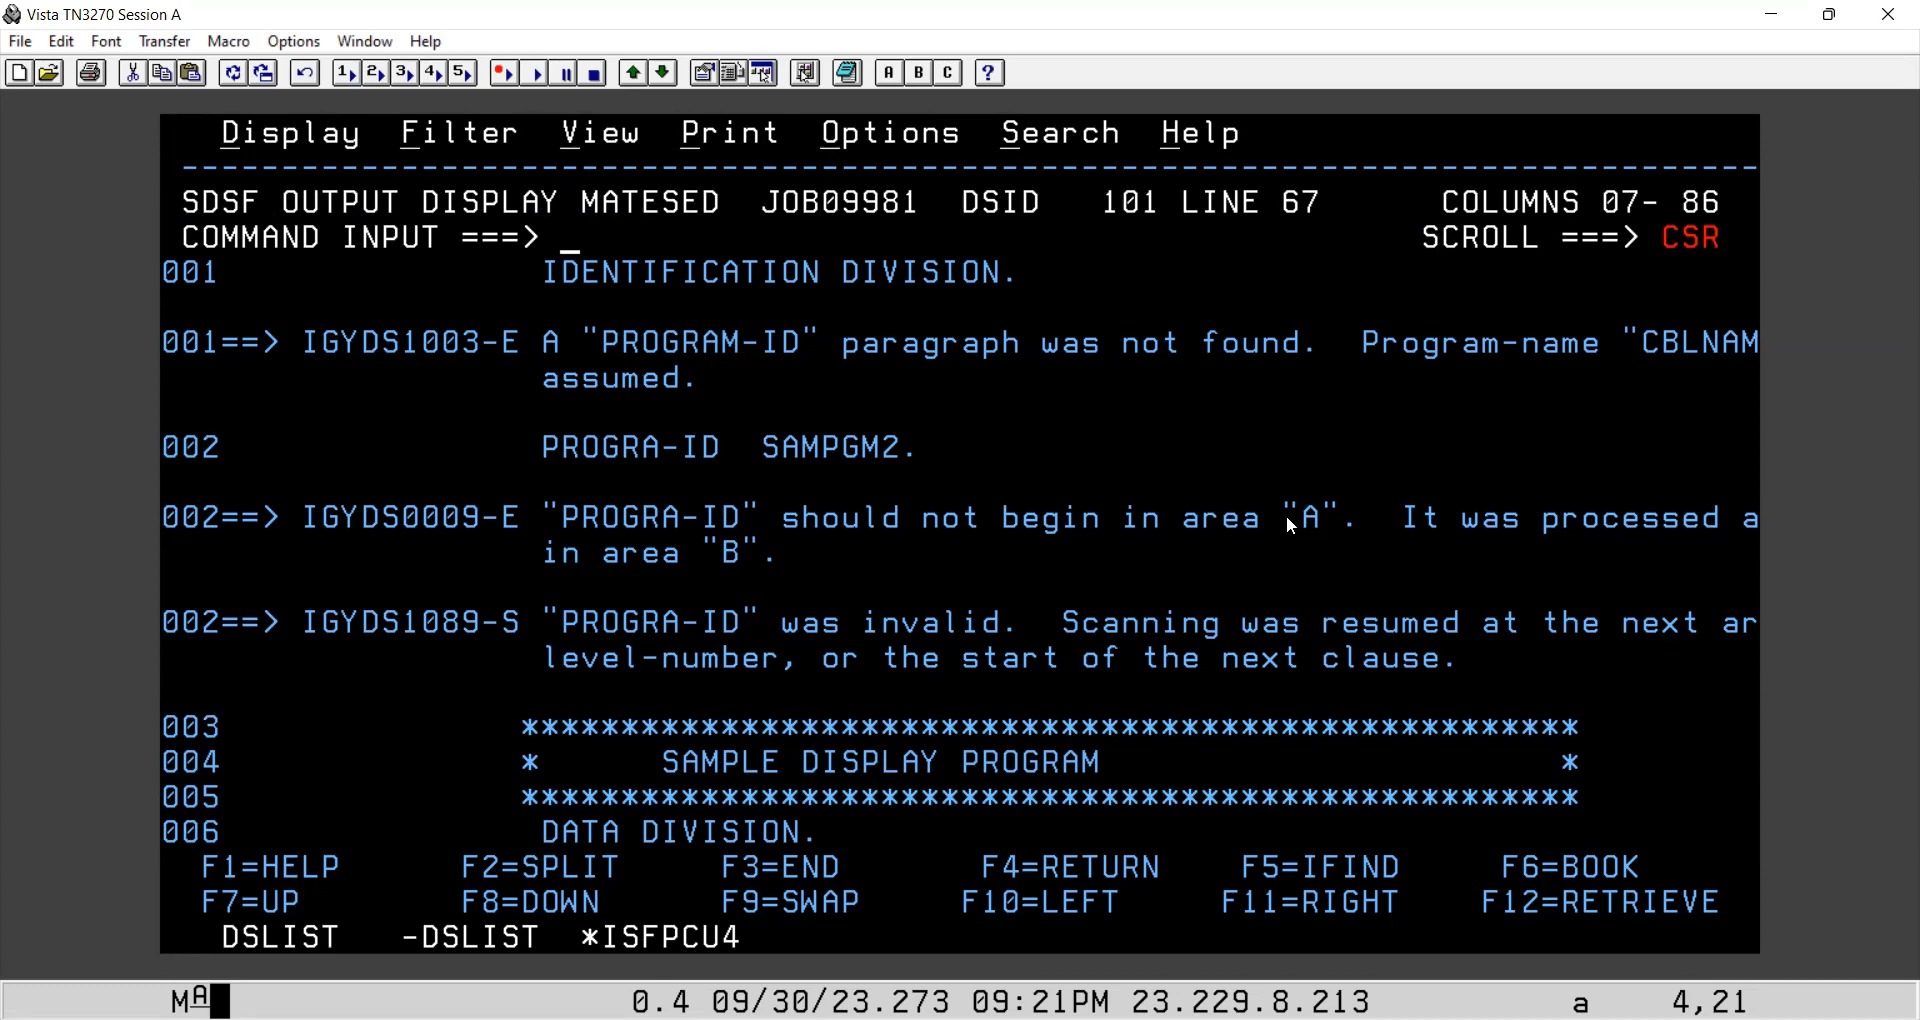 Vista TN3270 Session A
File Edit Font Transfer Macro Options Window Help
1 2 3 4 5 A B C ?
Display Filter View Print Options Search Help
--------------------------------------------------------------------------------
SDSF OUTPUT DISPLAY MATESED JOB09981 DSID 101 LINE 67 COLUMNS 07- 86
COMMAND INPUT ===> _ SCROLL ===> CSR
001 IDENTIFICATION DIVISION.
001==> IGYDS1003-E A "PROGRAM-ID" paragraph was not found. Program-name "CBLNAM
assumed.
002 PROGRA-ID SAMPGM2.
002==> IGYDS0009-E "PROGRA-ID" should not begin in area "A". It was processed a
in area "B".
002==> IGYDS1089-S "PROGRA-ID" was invalid. Scanning was resumed at the next ar
level-number, or the start of the next clause.
003 *****************************************************
004 * SAMPLE DISPLAY PROGRAM *
005 *****************************************************
006 DATA DIVISION.
F1=HELP F2=SPLIT F3=END F4=RETURN F5=IFIND F6=BOOK
F7=UP F8=DOWN F9=SWAP F10=LEFT F11=RIGHT F12=RETRIEVE
DSLIST -DSLIST *ISFPCU4
MA 0.4 09/30/23.273 09:21PM 23.229.8.213 a 4,21